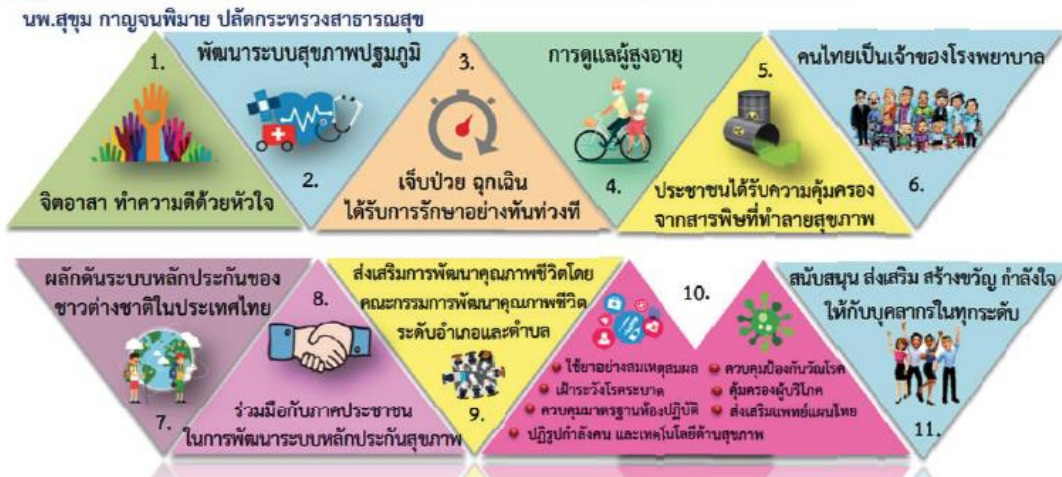 นพ.สุขุม กาญจนพิมาย ปลัดกระทรวงสาธารณสุข
1.
จิตอาสา ทำความดีด้วยหัวใจ
พัฒนาระบบสุขภาพปฐมภูมิ
2.
3.
เจ็บป่วย ฉุกเฉิน
ได้รับการรักษาอย่างทันท่วงที
การดูแลผู้สูงอายุ
4.
5.
ประชาชนได้รับความคุ้มครอง
จากสารพิษที่ทำลายสุขภาพ
คนไทยเป็นเจ้าของโรงพยาบาล
6.
ผลักดันระบบหลักประกันของ
ชาวต่างชาติในประเทศไทย
7.
8.
ร่วมมือกับภาคประชาชน
ในการพัฒนาระบบหลักประกันสุขภาพ
ส่งเสริมการพัฒนาคุณภาพชีวิตโดย
คณะกรรมการพัฒนาคุณภาพชีวิต
ระดับอำเภอและตำบล
9.
10.
ใช้ยาอย่างสมเหตุสมผล
เฝ้าระวังโรคระบาด
ควบคุมมาตรฐานห้องปฏิบัติ
ปฏิรูปกำลังคน และเทคโนโลยีด้านสุขภาพ
ควบคุมป้องกันวัณโรค
คุ้มครองผู้บริโภค
ส่งเสริมแพทย์แผนไทย
สนับสนุน ส่งเสริม สร้างขวัญ กำลังใจ
ให้กับบุคลากรในทุกระดับ
11.